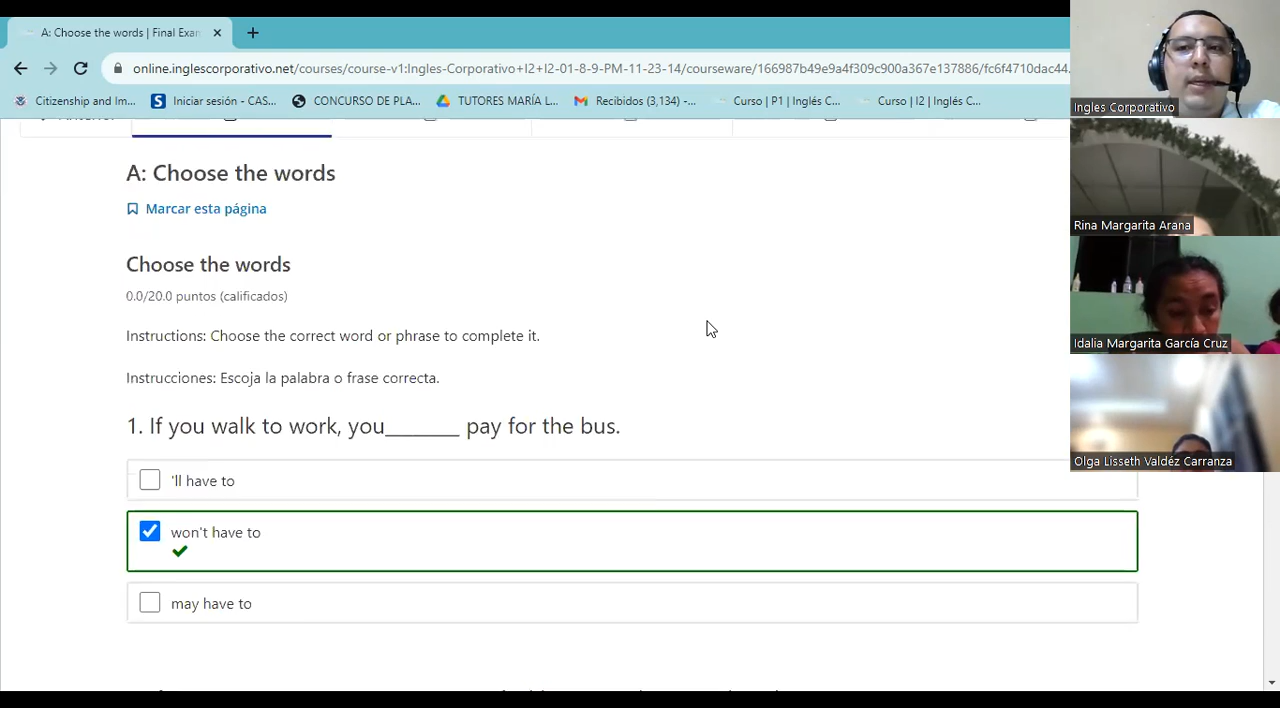 A: Choose the words | Final Exan
online.inglescorporativo.net/courses/course-v1:Ingles-Corporativo+I2+I2-01-8-9-PM-11-23-14/courseware/166987b49e9a4f309c900a367e137886/fc6f4710dac44.
Citizenship and Im... Iniciar sesión - CAS... CONCURSO DE PLA... TUTORES MARÍA L... Recibidos (3,134) -... Curso | P1 | Inglés C... Curso | I2 | Inglés C...
Ingles Corporativo
A: Choose the words
Marcar esta página
Rina Margarita Arana
Choose the words
0.0/20.0 puntos (calificados)
Instructions: Choose the correct word or phrase to complete it.
Idalia Margarita García Cruz
Instrucciones: Escoja la palabra o frase correcta.
1. If you walk to work, you_______ pay for the bus.
Olga Lisseth Valdéz Carranza
'll have to
won't have to
may have to